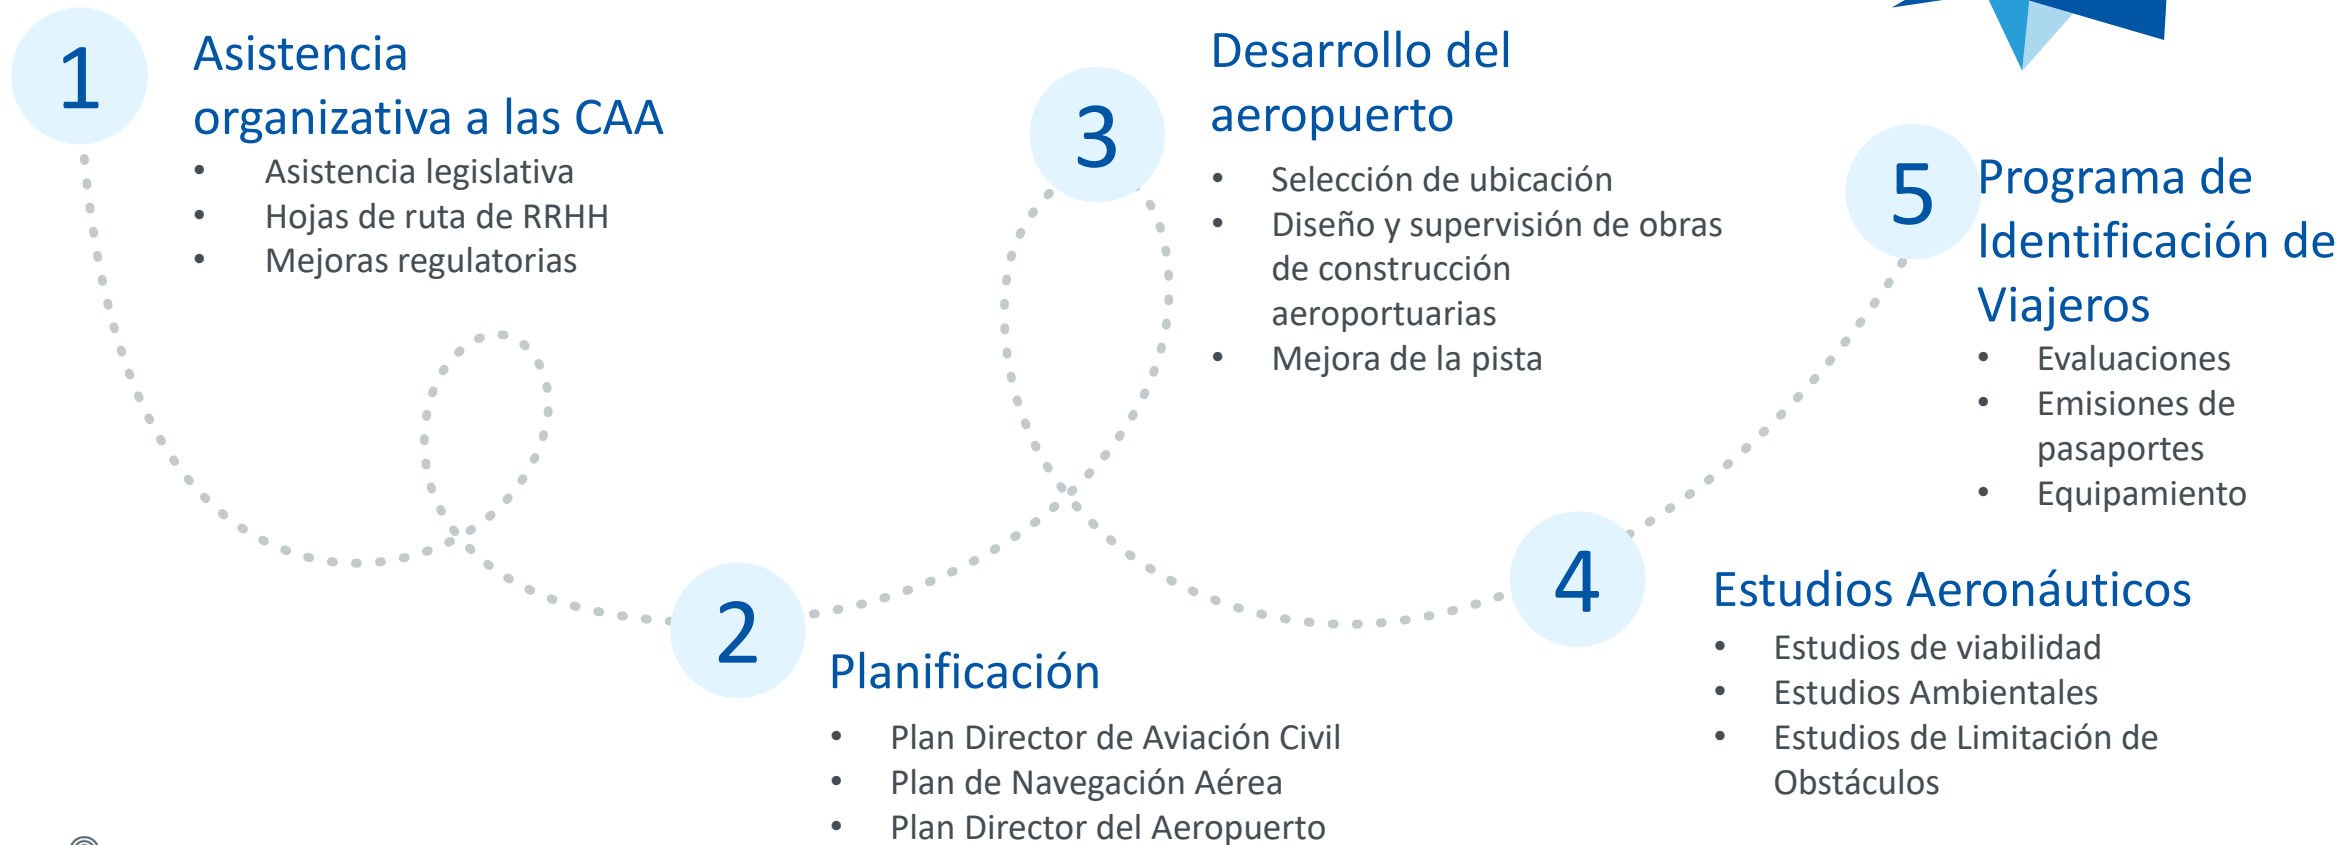 1
Asistencia
organizativa a las CAA
• Asistencia legislativa
• Hojas de ruta de RRHH
• Mejoras regulatorias
2
Planificación
• Plan Director de Aviación Civil
• Plan de Navegación Aérea
• Plan Director del Aeropuerto
3
Desarrollo del
aeropuerto
• Selección de ubicación
• Diseño y supervisión de obras
de construcción
aeroportuarias
• Mejora de la pista
4
Estudios Aeronáuticos
• Estudios de viabilidad
• Estudios Ambientales
• Estudios de Limitación de
Obstáculos
5
Programa de
Identificación de
Viajeros
• Evaluaciones
• Emisiones de
pasaportes
• Equipamiento